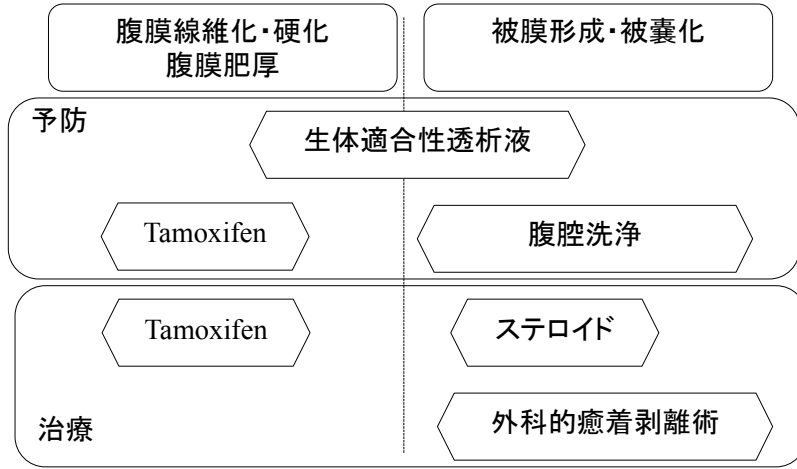 腹膜線維化・硬化
腹膜肥厚
被膜形成・被嚢化
予防
生体適合性透析液
Tamoxifen
腹腔洗浄
Tamoxifen
ステロイド
外科的癒着剥離術
治療